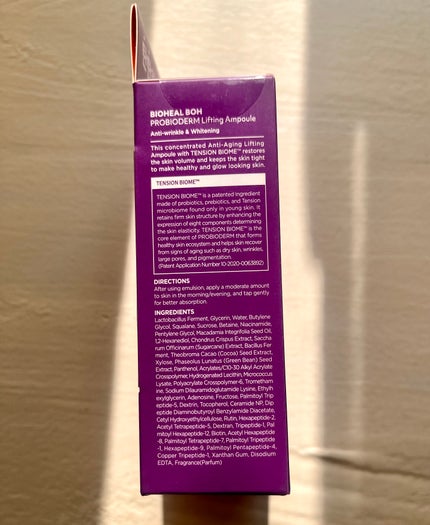 BIOHEAL BOH
PROBIODERM Lifting Ampoule
Anti-wrinkle & Whitening
This concentrated Anti-Aging Lifting
Ampoule with TENSION BIOME™ restores
the skin volume and keeps the skin tight
to make healthy and glow looking skin.
TENSION BIOME™
TENSION BIOME™ is a patented ingredient
made of probiotics, prebiotics, and Tension
microbiome found only in young skin. It
retains firm skin structure by enhancing the
expression of eight components determining
the skin elasticity. TENSION BIOME™ is the
core element of PROBIODERM that forms
healthy skin ecosystem and helps skin recover
from signs of aging such as dry skin, wrinkles,
large pores, and pigmentation.
(Patent Application Number 10-2020-0063892)
DIRECTIONS
After using emulsion, apply a moderate amount
to skin in the morning/evening, and tap gently
for better absorption.
INGREDIENTS
Lactobacillus Ferment, Glycerin, Water, Butylene
Glycol, Squalane, Sucrose, Betaine, Niacinamide,
Pentylene Glycol, Macadamia Integrifolia Seed Oil,
1,2-Hexanediol, Chondrus Crispus Extract, Saccha
rum Officinarum (Sugarcane) Extract, Bacillus Fer
ment, Theobroma Cacao (Cocoa) Seed Extract,
Xylose, Phaseolus Lunatus (Green Bean) Seed
Extract, Panthenol, Acrylates/C10-30 Alkyl Acrylate
Crosspolymer, Hydrogenated Lecithin, Micrococcus
Lysate, Polyacrylate Crosspolymer-6, Trometham
ine, Sodium Dilauramidoglutamide Lysine, Ethylh
exylglycerin, Adenosine, Fructose, Palmitoyl Trip
eptide-5, Dextrin, Tocopherol, Ceramide NP, Dip
eptide Diaminobutyroyl Benzylamide Diacetate,
Cetyl Hydroxyethylcellulose, Rutin, Hexapeptide-2,
Acetyl Tetrapeptide-5, Dextran, Tripeptide-1, Pal
mitoyl Hexapeptide-12, Biotin, Acetyl Hexapeptide
-8, Palmitoyl Tetrapeptide-7, Palmitoyl Tripeptide
-1, Hexapeptide-9, Palmitoyl Pentapeptide-4,
Copper Tripeptide-1, Xanthan Gum, Disodium
EDTA, Fragrance(Parfum)